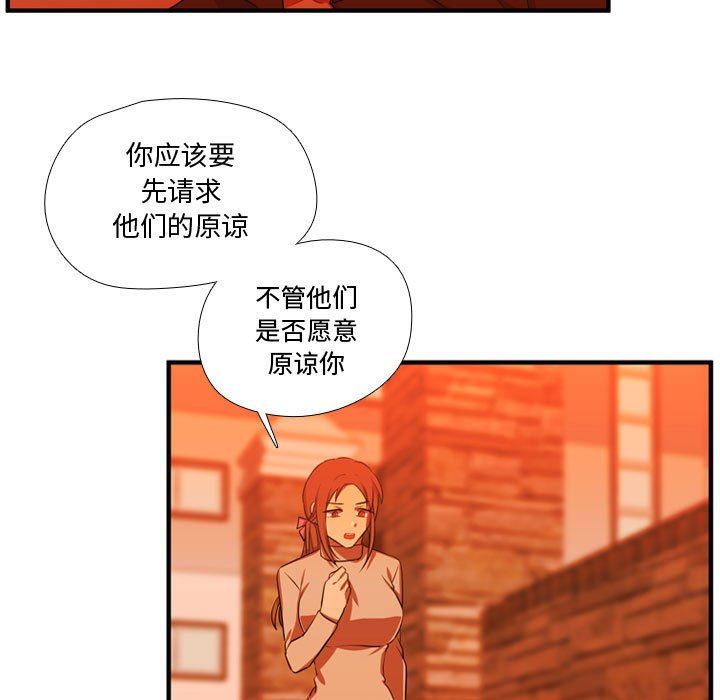 你应该要
先请求
他们的原谅
不管他们
是否愿意
原谅你